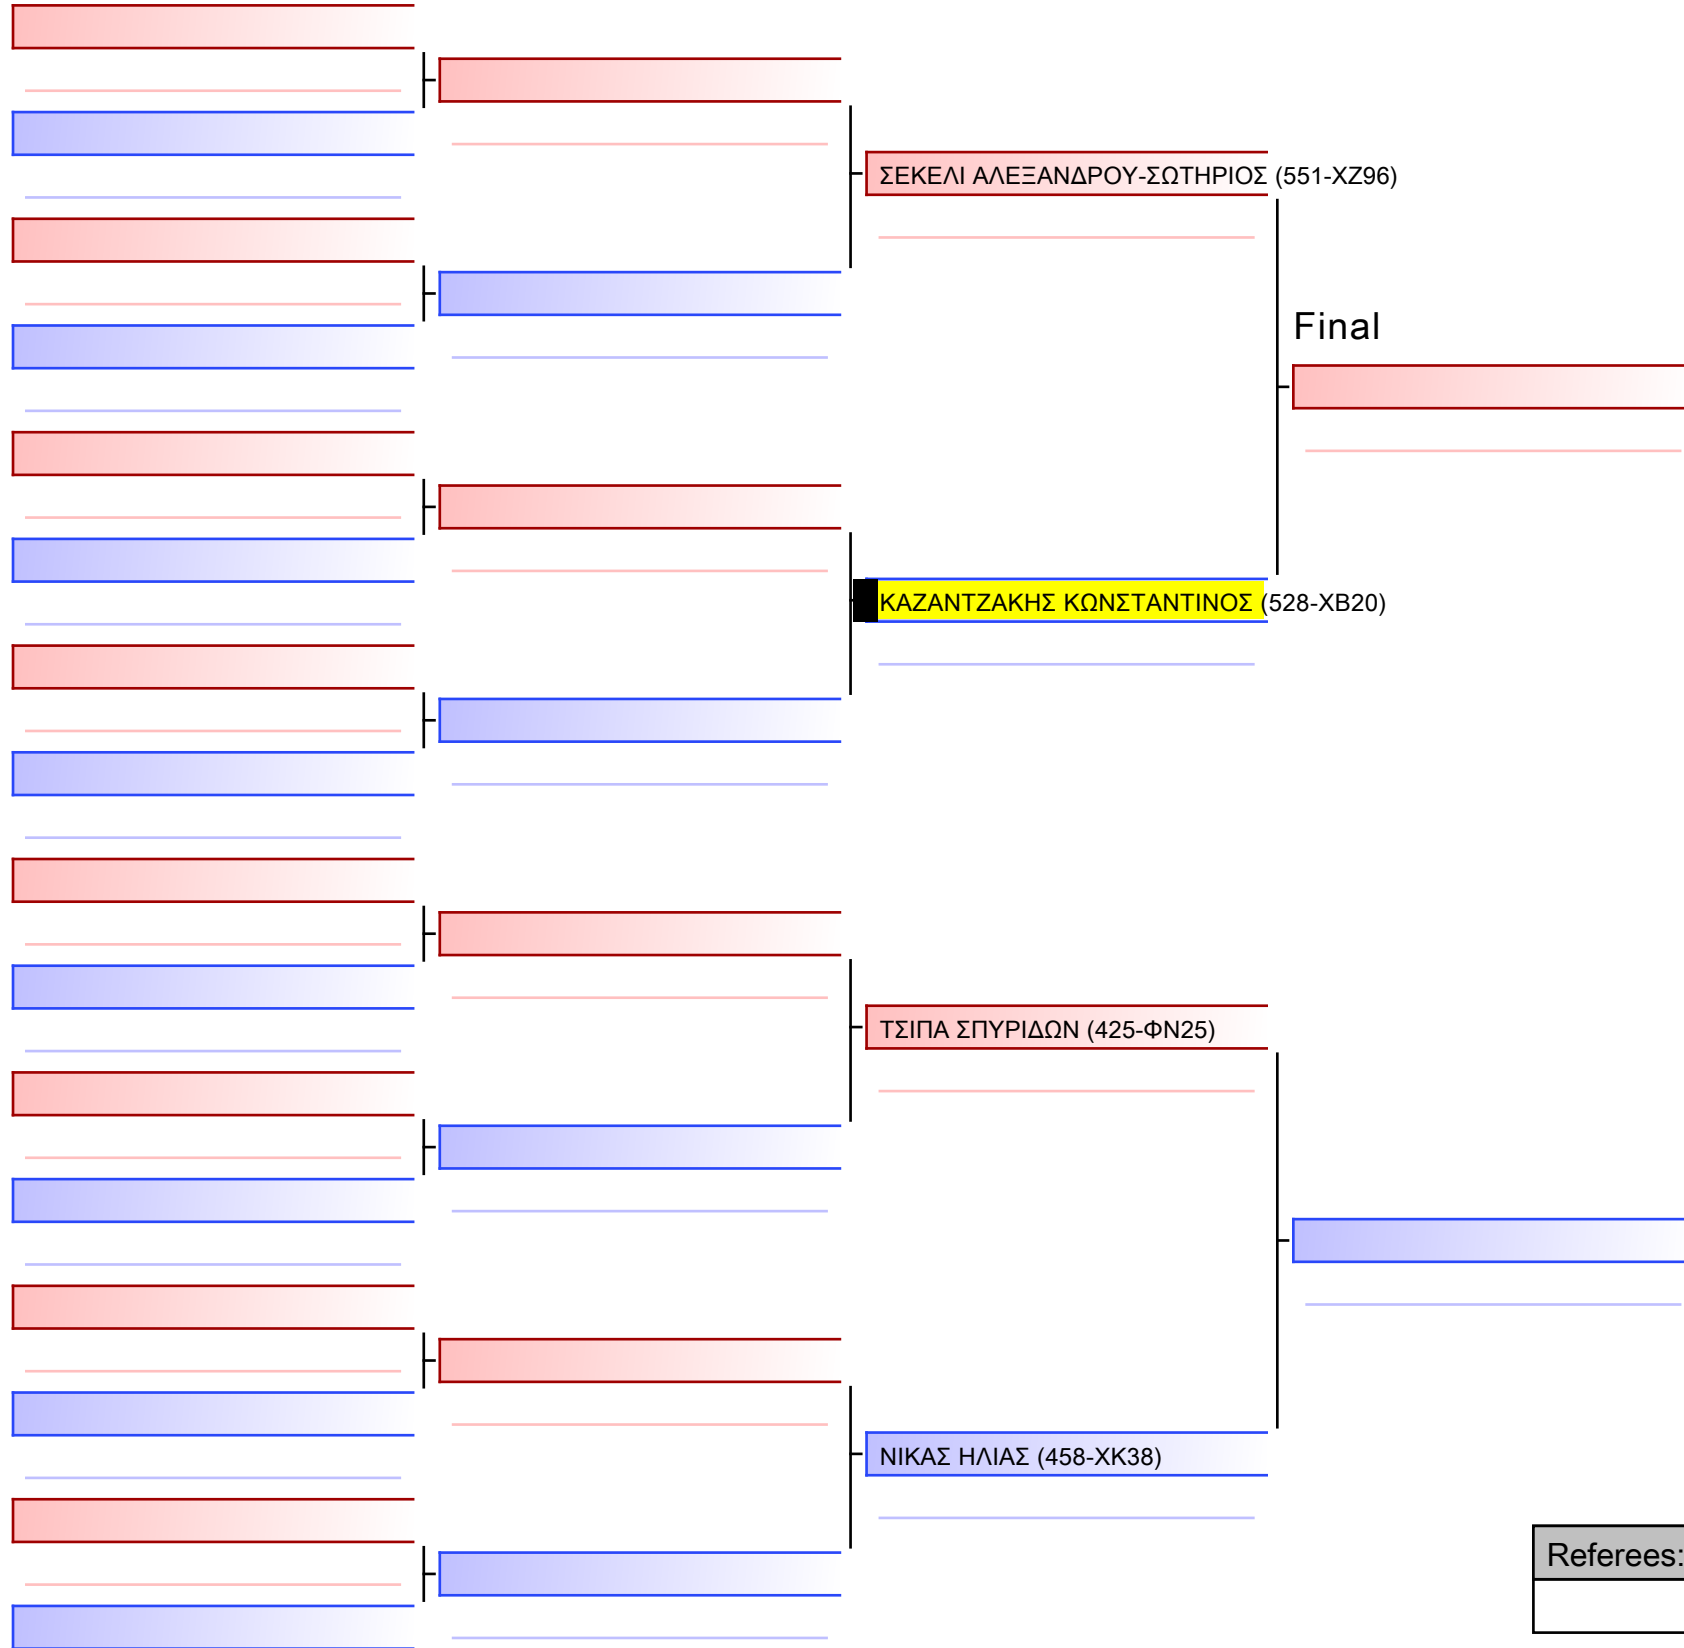 ΣΕΚΕΛΙ ΑΛΕΞΑΝΔΡΟΥ-ΣΩΤΗΡΙΟΣ (551-ΧΖ96)
Final
ΚΑΖΑΝΤΖΑΚΗΣ ΚΩΝΣΤΑΝΤΙΝΟΣ (528-ΧΒ20)
ΤΣΙΠΑ ΣΠΥΡΙΔΩΝ (425-ΦΝ25)
ΝΙΚΑΣ ΗΛΙΑΣ (458-ΧΚ38)
Referees: